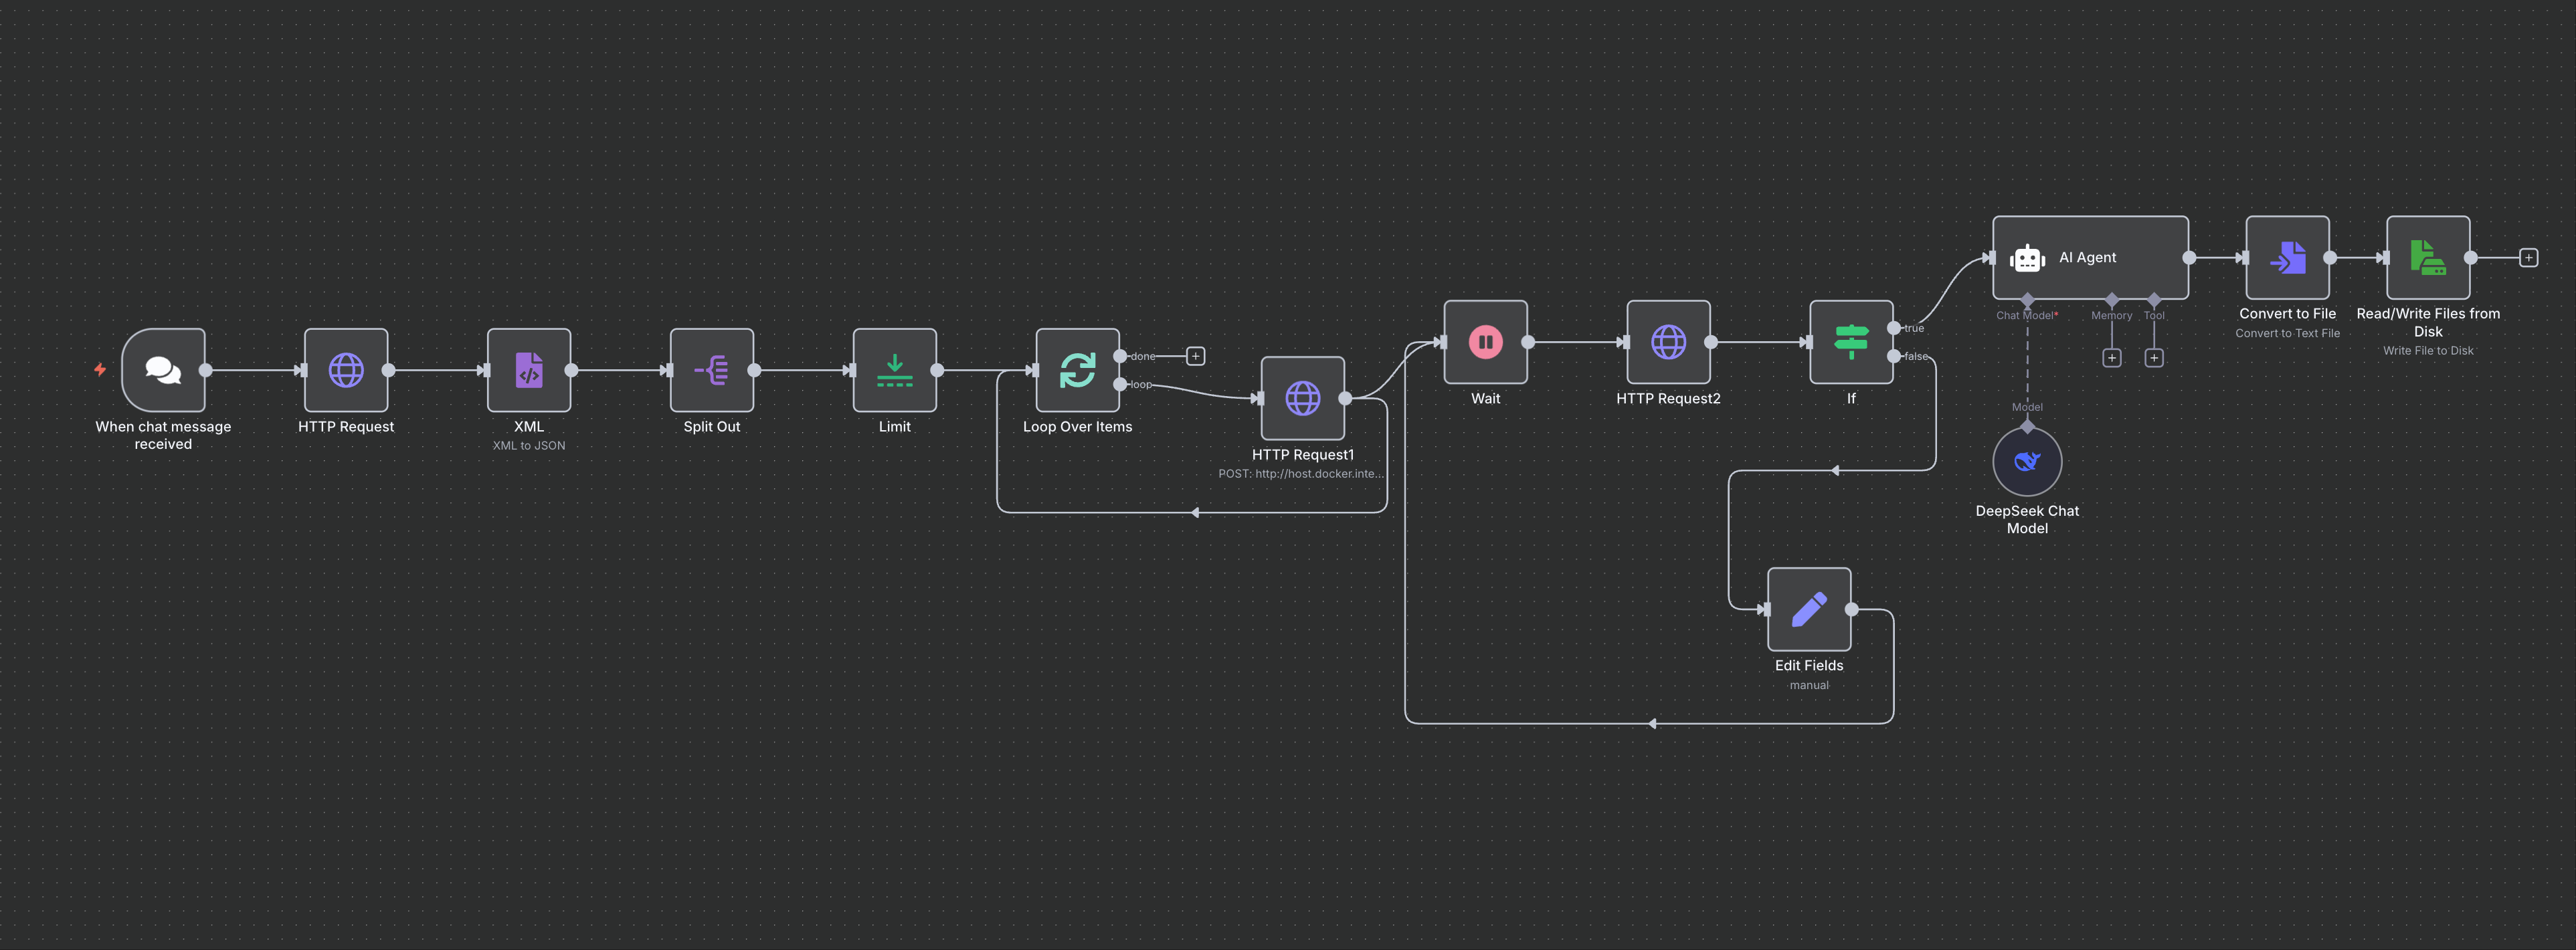 When chat message
received
HTTP Request
XML
XML to JSON
Split Out
Limit
Loop Over Items
done
loop
HTTP Request1
POST: http://host.docker.inte...
Wait
HTTP Request2
If
true
false
Edit Fields
manual
AI Agent
Chat Model*
Memory
Tool
Model
DeepSeek Chat
Model
Convert to File
Convert to Text File
Read/Write Files from
Disk
Write File to Disk